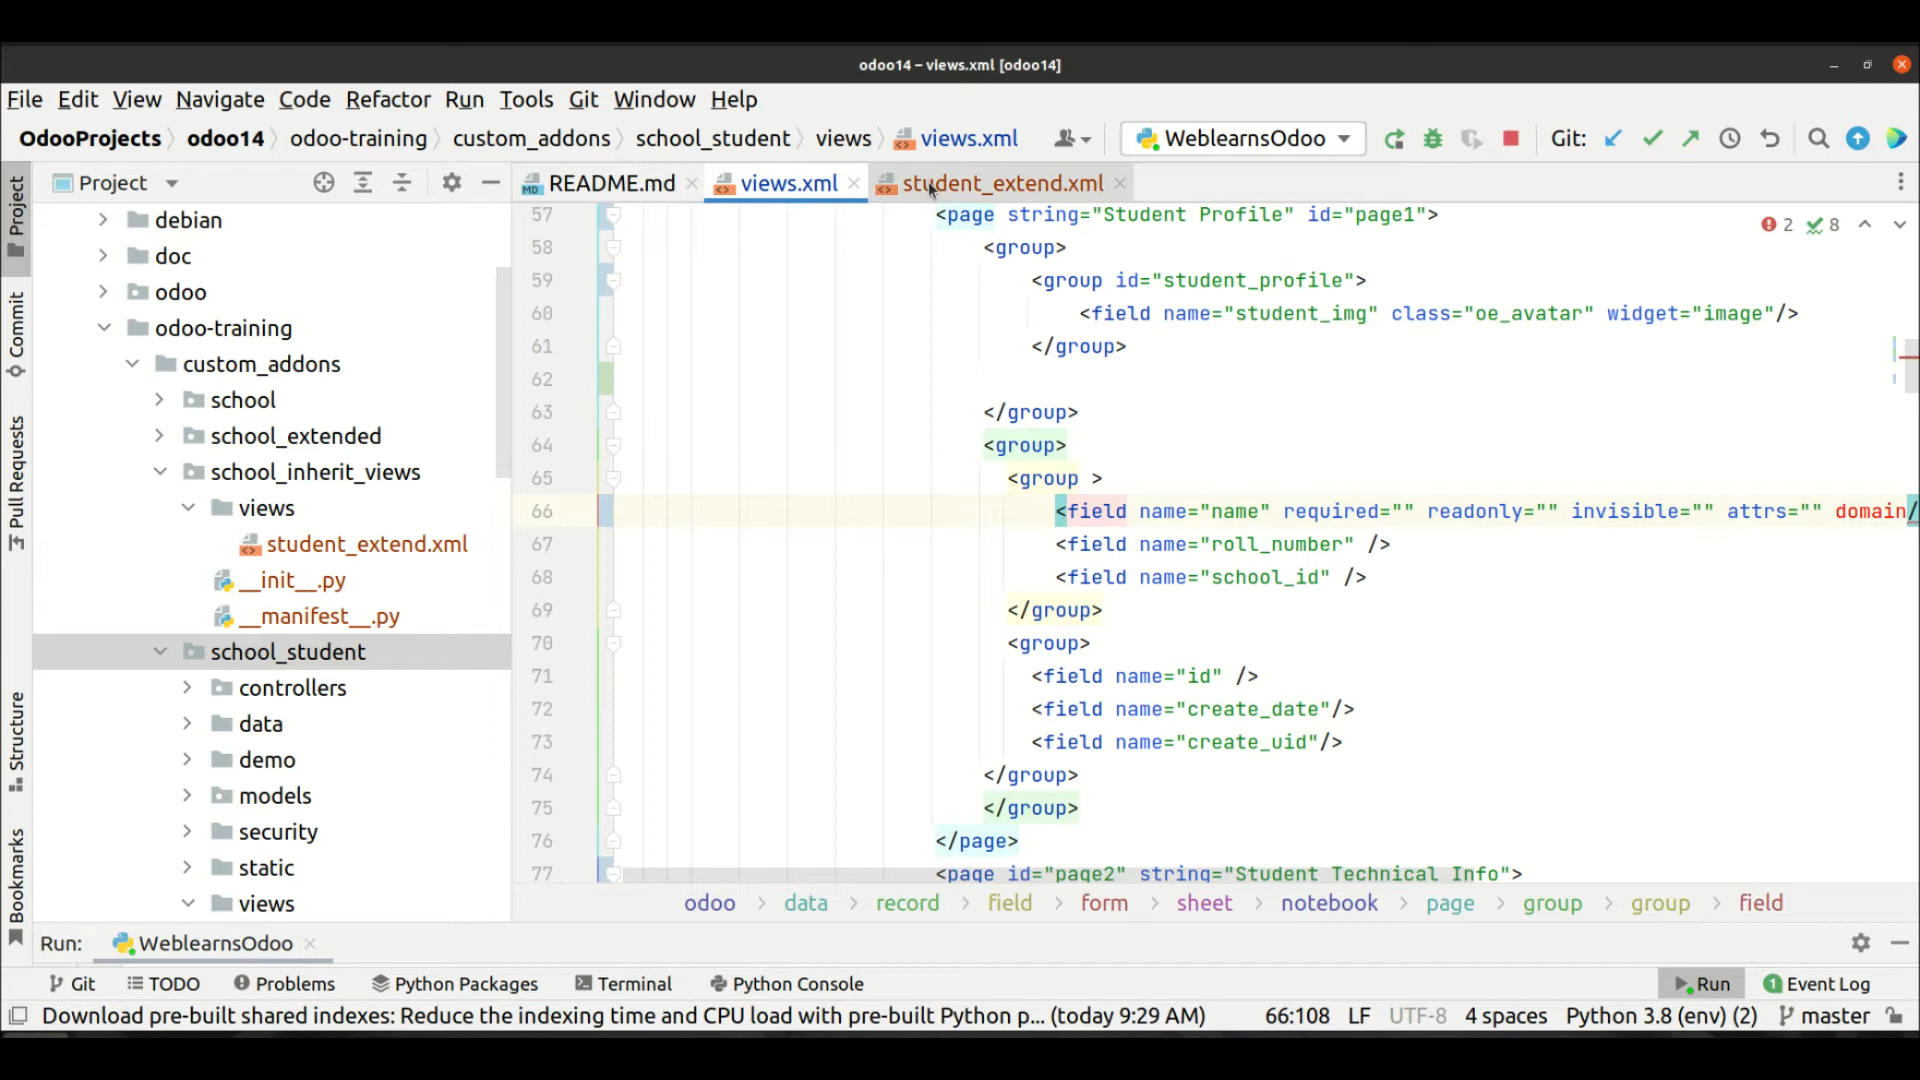 odoo14 – views.xml [odoo14]
File Edit View Navigate Code Refactor Run Tools Git Window Help
OdooProjects odoo14 odoo-training custom_addons school_student views views.xml WeblearnsOdoo Git:
Project README.md views.xml student_extend.xml
Project
Commit
Pull Requests
Structure
Bookmarks
debian
doc
odoo
odoo-training
custom_addons
school
school_extended
school_inherit_views
views
student_extend.xml
__init__.py
__manifest__.py
school_student
controllers
data
demo
models
security
static
views
2 8
57 <page string="Student Profile" id="page1">
58 <group>
59 <group id="student_profile">
60 <field name="student_img" class="oe_avatar" widget="image"/>
61 </group>
62
63 </group>
64 <group>
65 <group >
66 <field name="name" required="" readonly="" invisible="" attrs="" domain/
67 <field name="roll_number" />
68 <field name="school_id" />
69 </group>
70 <group>
71 <field name="id" />
72 <field name="create_date"/>
73 <field name="create_uid"/>
74 </group>
75 </group>
76 </page>
77 <page id="page2" string="Student Technical Info">
odoo data record field form sheet notebook page group group field
Run: WeblearnsOdoo
Git TODO Problems Python Packages Terminal Python Console Run 1 Event Log
Download pre-built shared indexes: Reduce the indexing time and CPU load with pre-built Python p... (today 9:29 AM) 66:108 LF UTF-8 4 spaces Python 3.8 (env) (2) master